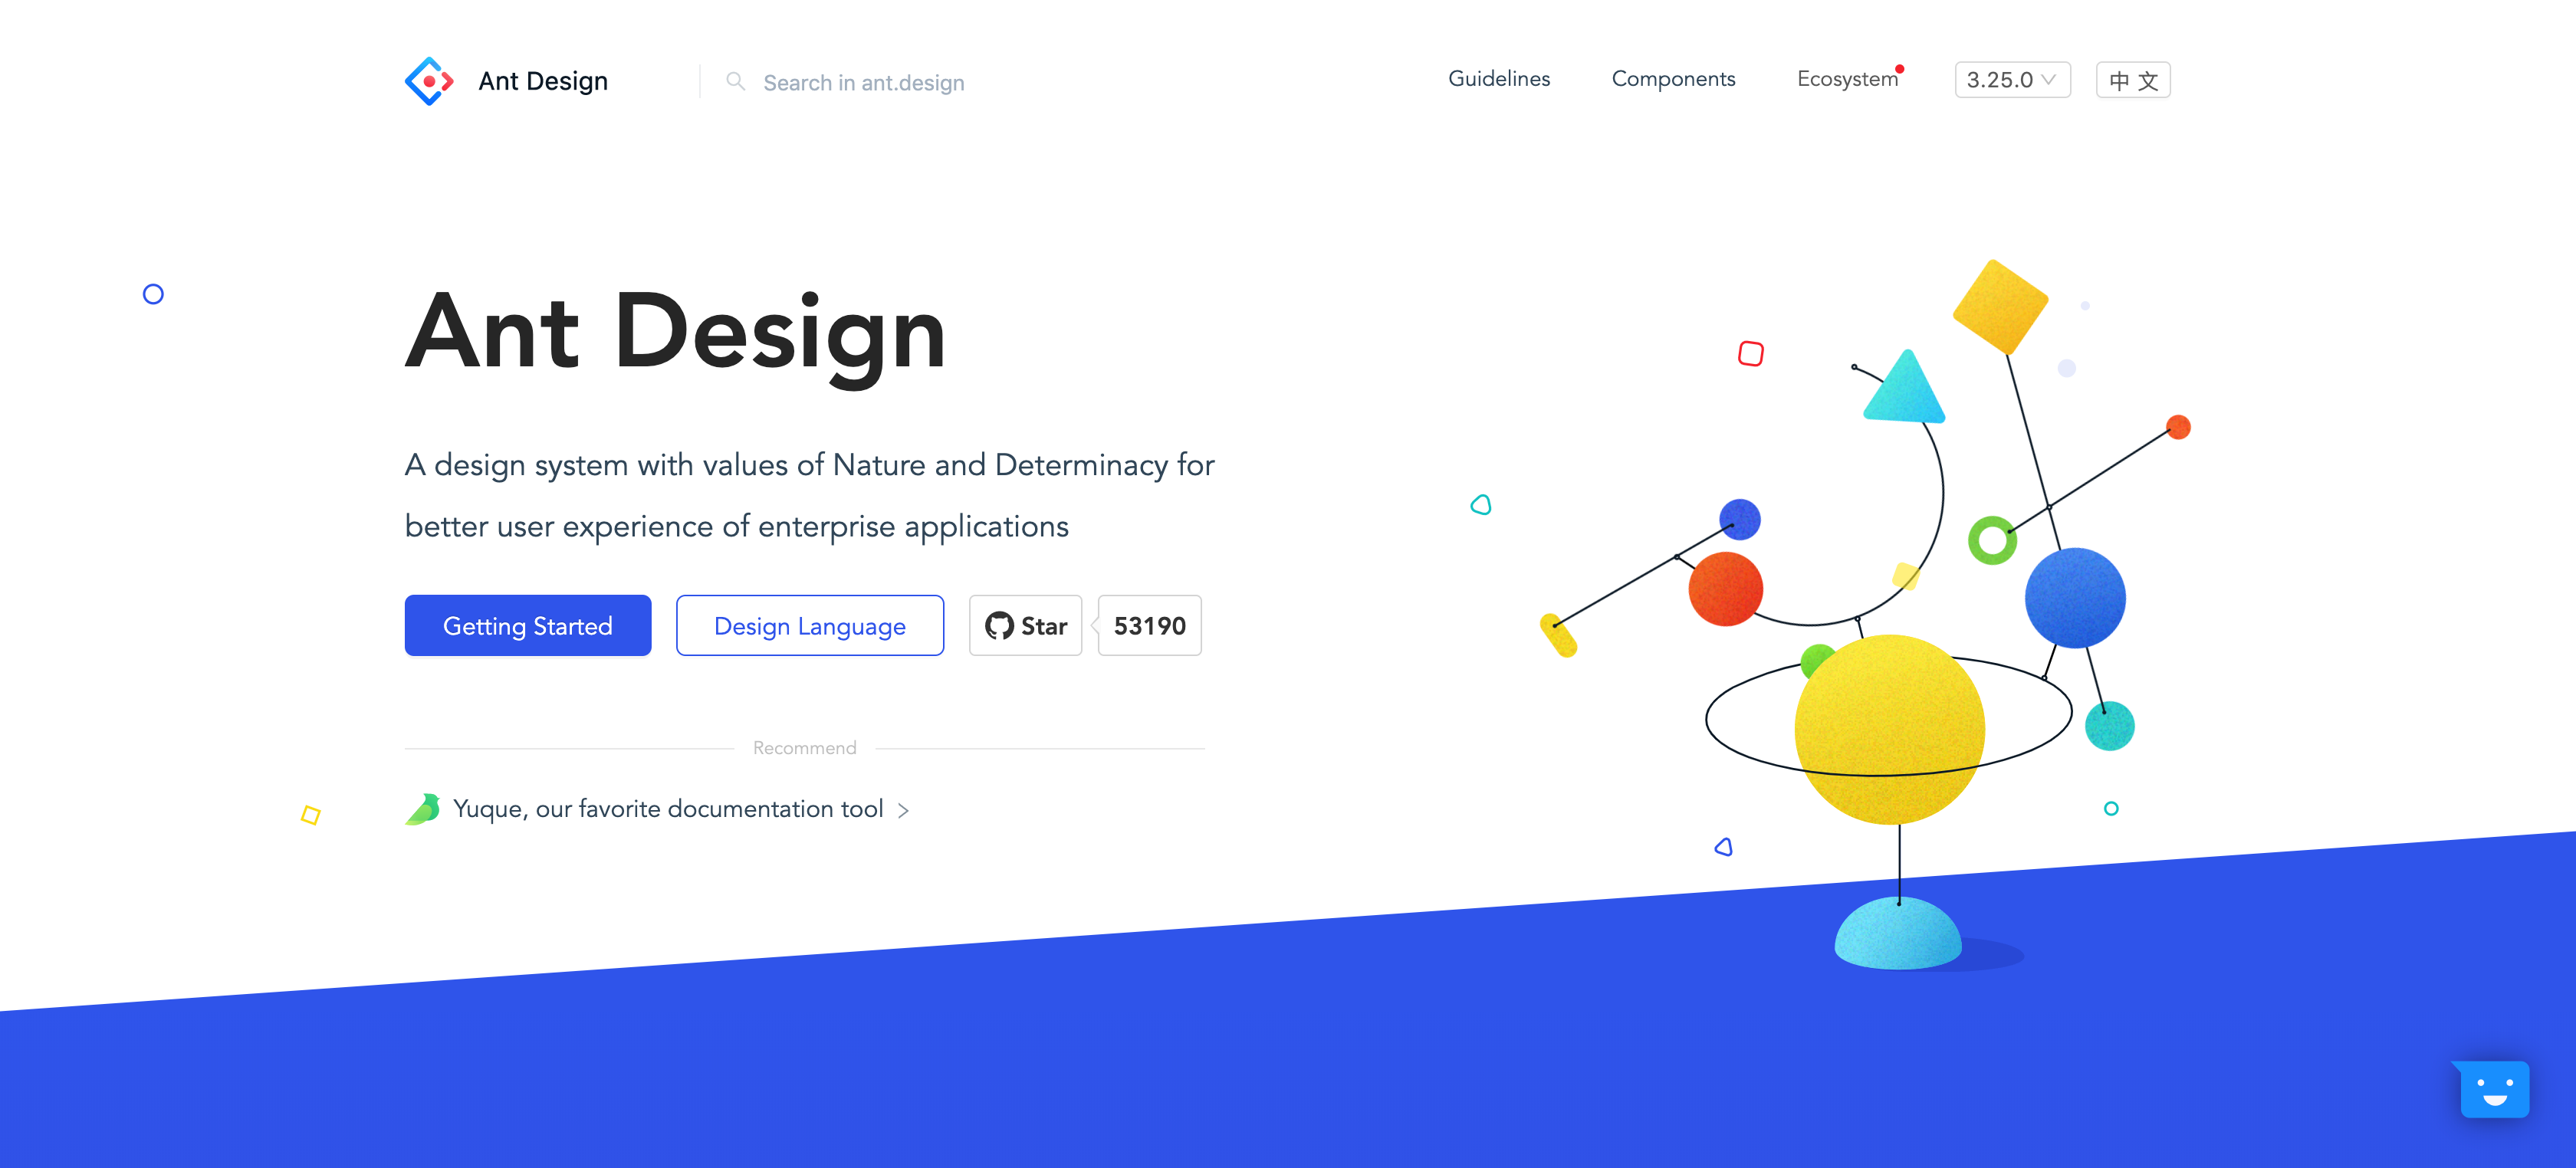 Ant Design
Search in ant.design
Guidelines
Components
Ecosystem
3.25.0
中 文
Ant Design
A design system with values of Nature and Determinacy for
better user experience of enterprise applications
Getting Started
Design Language
Star
53190
Recommend
Yuque, our favorite documentation tool